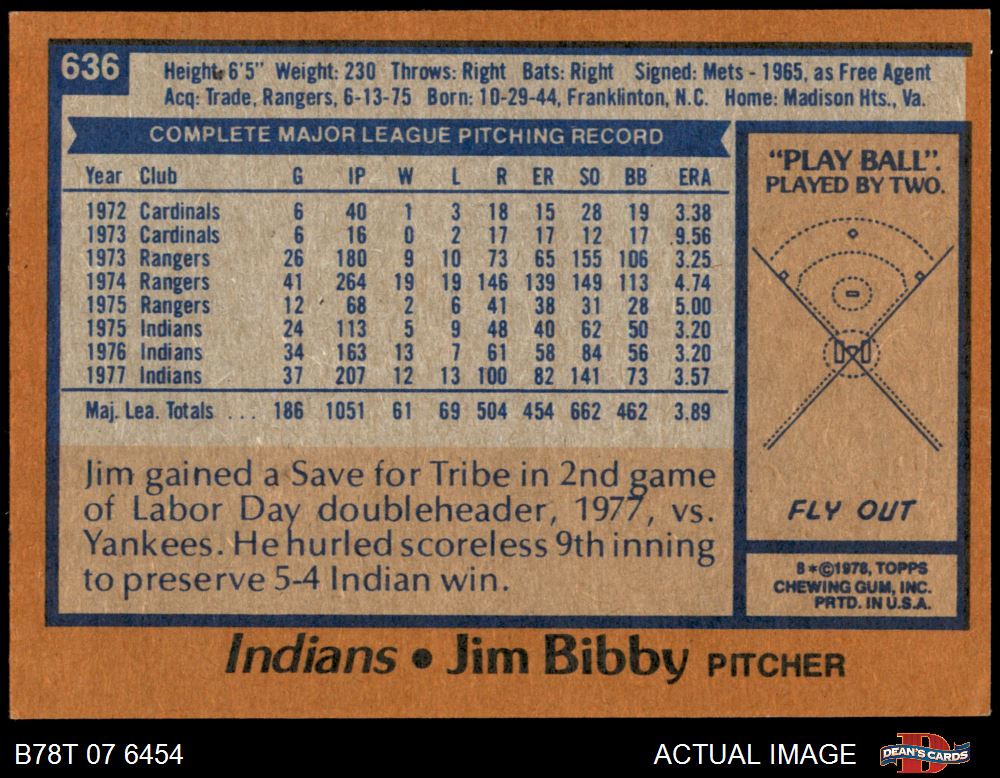 636
Height: 6'5" Weight: 230 Throws: Right Bats: Right Signed: Mets - 1965, as Free Agent
Acq: Trade, Rangers, 6-13-75 Born: 10-29-44, Franklinton, N.C. Home: Madison Hts., Va.
COMPLETE MAJOR LEAGUE PITCHING RECORD
Year Club G IP W L R ER SO BB ERA
1972 Cardinals 6 40 1 3 18 15 28 19 3.38
1973 Cardinals 6 16 0 2 17 17 12 17 9.56
1973 Rangers 26 180 9 10 73 65 155 106 3.25
1974 Rangers 41 264 19 19 146 139 149 113 4.74
1975 Rangers 12 68 2 6 41 38 31 28 5.00
1975 Indians 24 113 5 9 48 40 62 50 3.20
1976 Indians 34 163 13 7 61 58 84 56 3.20
1977 Indians 37 207 12 13 100 82 141 73 3.57
Maj. Lea. Totals . . . 186 1051 61 69 504 454 662 462 3.89
Jim gained a Save for Tribe in 2nd game
of Labor Day doubleheader, 1977, vs.
Yankees. He hurled scoreless 9th inning
to preserve 5-4 Indian win.
"PLAY BALL".
PLAYED BY TWO.
FLY OUT
8*©1978, TOPPS
CHEWING GUM, INC.
PRTD. IN U.S.A.
Indians • Jim Bibby PITCHER
B78T 07 6454
ACTUAL IMAGE
D
DEAN'S CARDS